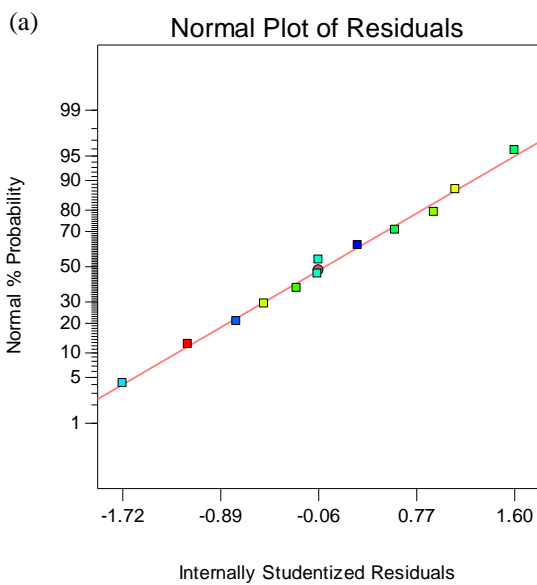 (a)
Normal Plot of Residuals
Normal % Probability
99
95
90
80
70
50
30
20
10
5
1
-1.72 -0.89 -0.06 0.77 1.60
Internally Studentized Residuals